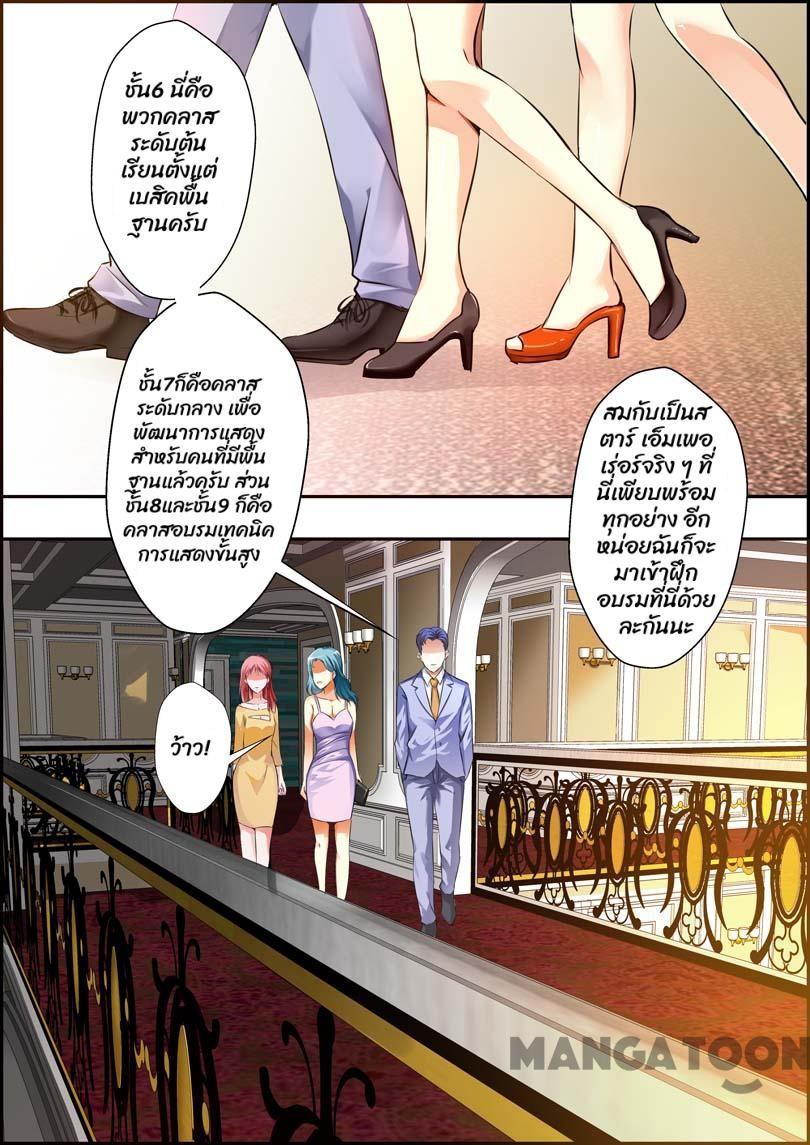 ชั้น6 นี่คือ
พวกคลาส
ระดับต้น
เรียนตั้งแต่
เบสิคพื้น
ฐานครับ
ชั้น7ก็คือคลาส
ระดับกลาง เพื่อ
พัฒนาการแสดง
สำหรับคนที่มีพื้น
ฐานแล้วครับ ส่วน
ชั้น8และชั้น9 ก็คือ
คลาสอบรมเทคนิค
การแสดงขั้นสูง
สมกับเป็นส
ตาร์ เอ็มเพอ
เร่อร์จริง ๆ ที่
นี่เพียบพร้อม
ทุกอย่าง อีก
หน่อยฉันก็จะ
มาเข้าฝึก
อบรมที่นี่ด้วย
ละกันนะ
ว้าว!
MANGATOON